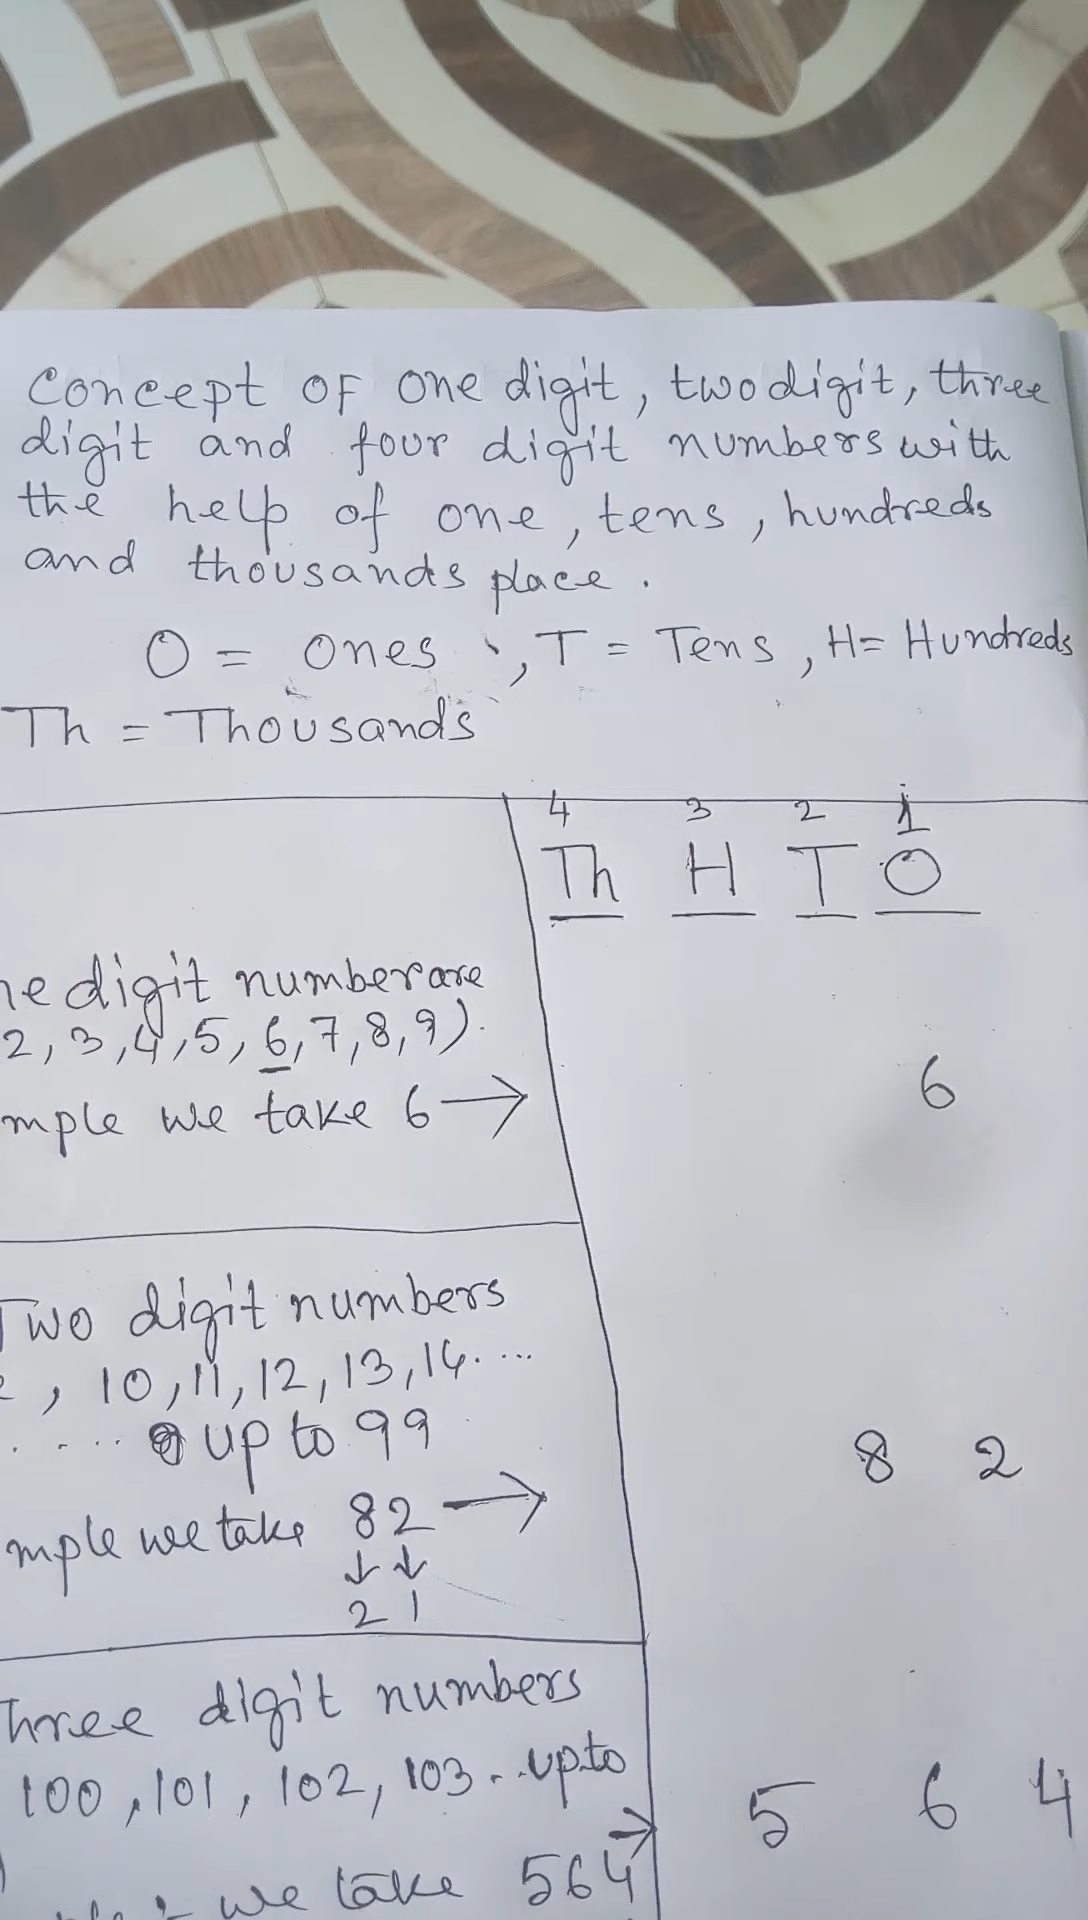 Concept OF one digit, two digit, three
digit and four digit numbers with
the help of one, tens, hundreds
and thousands place.
O = Ones , T = Tens, H= Hundreds
Th = Thousands
4 3 2 1
Th H T O
ne digit number are
2, 3, 4, 5, 6, 7, 8, 9).
mple we take 6 → 6
Two digit numbers
, 10, 11, 12, 13, 14. ...
. . ... up to 99
mple we take 82 → 8 2
↓ ↓
2 1
Three digit numbers
100, 101, 102, 103 . . . upto
→ 5 6 4
we take 564